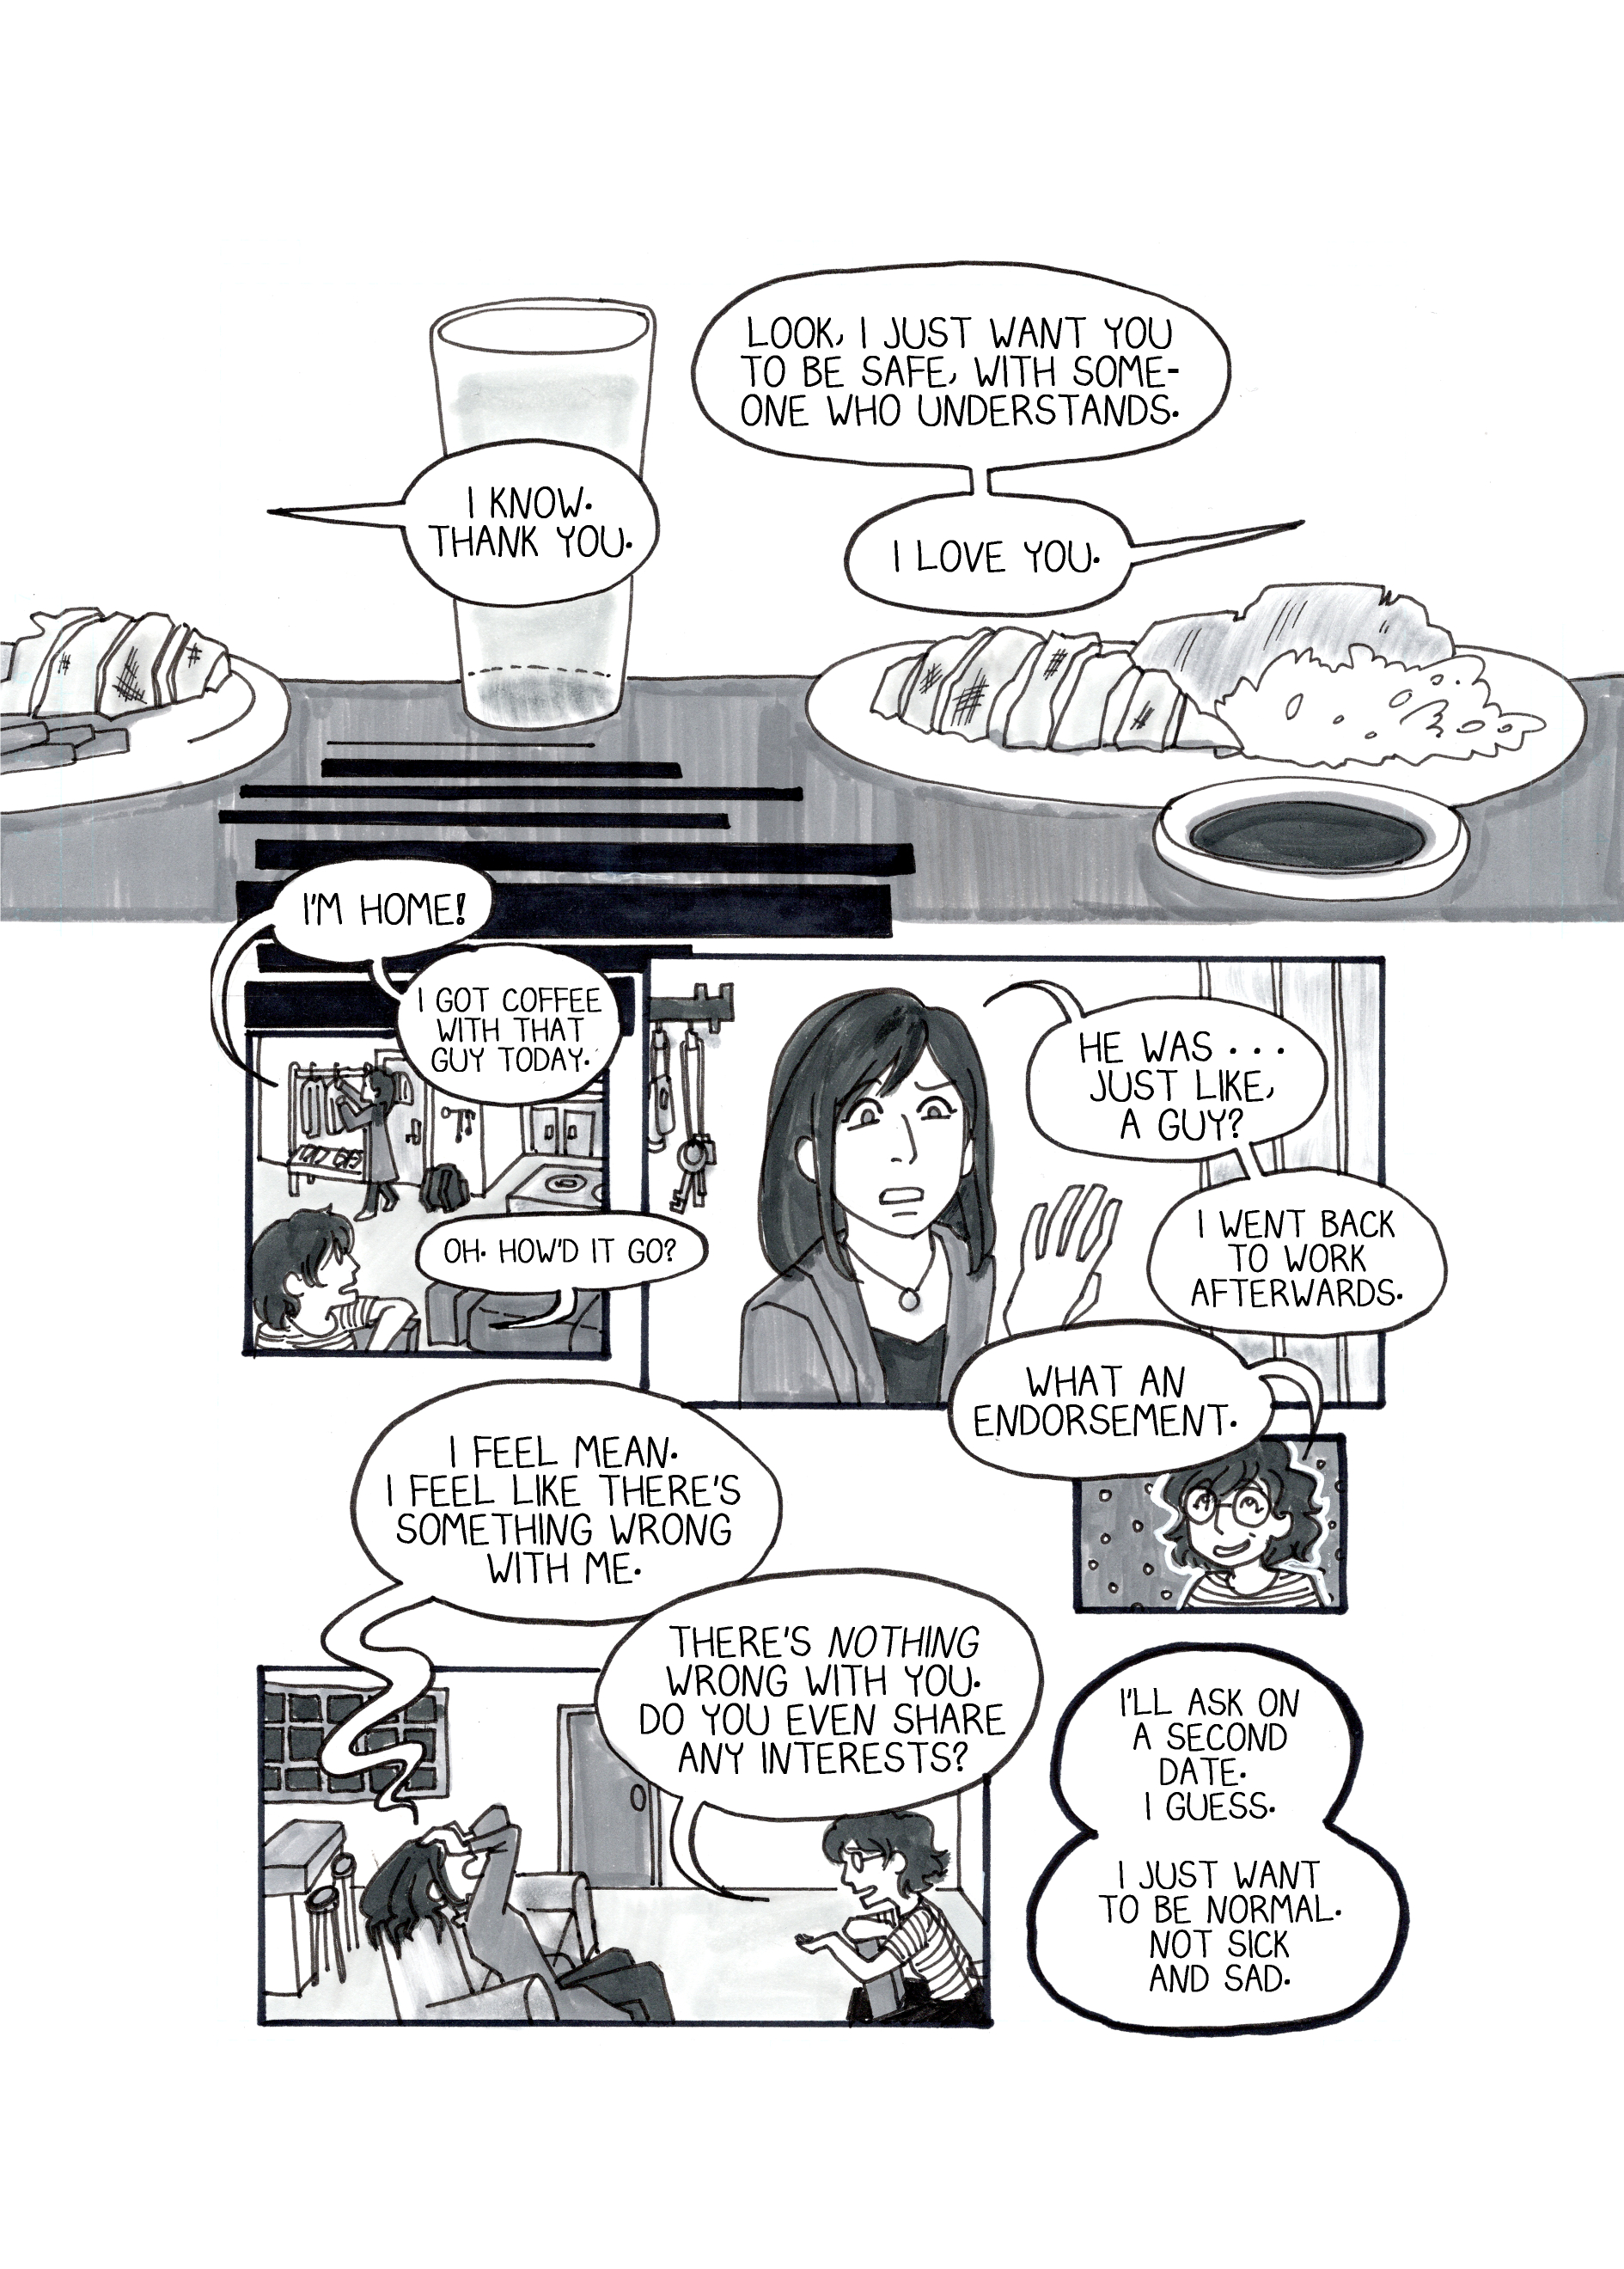 LOOK, I JUST WANT YOU
TO BE SAFE, WITH SOME-
ONE WHO UNDERSTANDS.
I LOVE YOU.
I KNOW.
THANK YOU.
I'M HOME!
I GOT COFFEE
WITH THAT
GUY TODAY.
OH. HOW'D IT GO?
HE WAS . . .
JUST LIKE,
A GUY?
I WENT BACK
TO WORK
AFTERWARDS.
WHAT AN
ENDORSEMENT.
I FEEL MEAN.
I FEEL LIKE THERE'S
SOMETHING WRONG
WITH ME.
THERE'S NOTHING
WRONG WITH YOU.
DO YOU EVEN SHARE
ANY INTERESTS?
I'LL ASK ON
A SECOND
DATE.
I GUESS.
I JUST WANT
TO BE NORMAL.
NOT SICK
AND SAD.